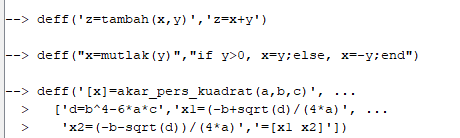 --> deff('z=tambah(x,y)','z=x+y')
--> deff("x=mutlak(y)","if y>0, x=y;else, x=-y;end")
--> deff('[x]=akar_pers_kuadrat(a,b,c)', ...
> ['d=b^4-6*a*c','x1=(-b+sqrt(d)/(4*a)', ...
> 'x2=(-b-sqrt(d))/(4*a)','=[x1 x2]'])